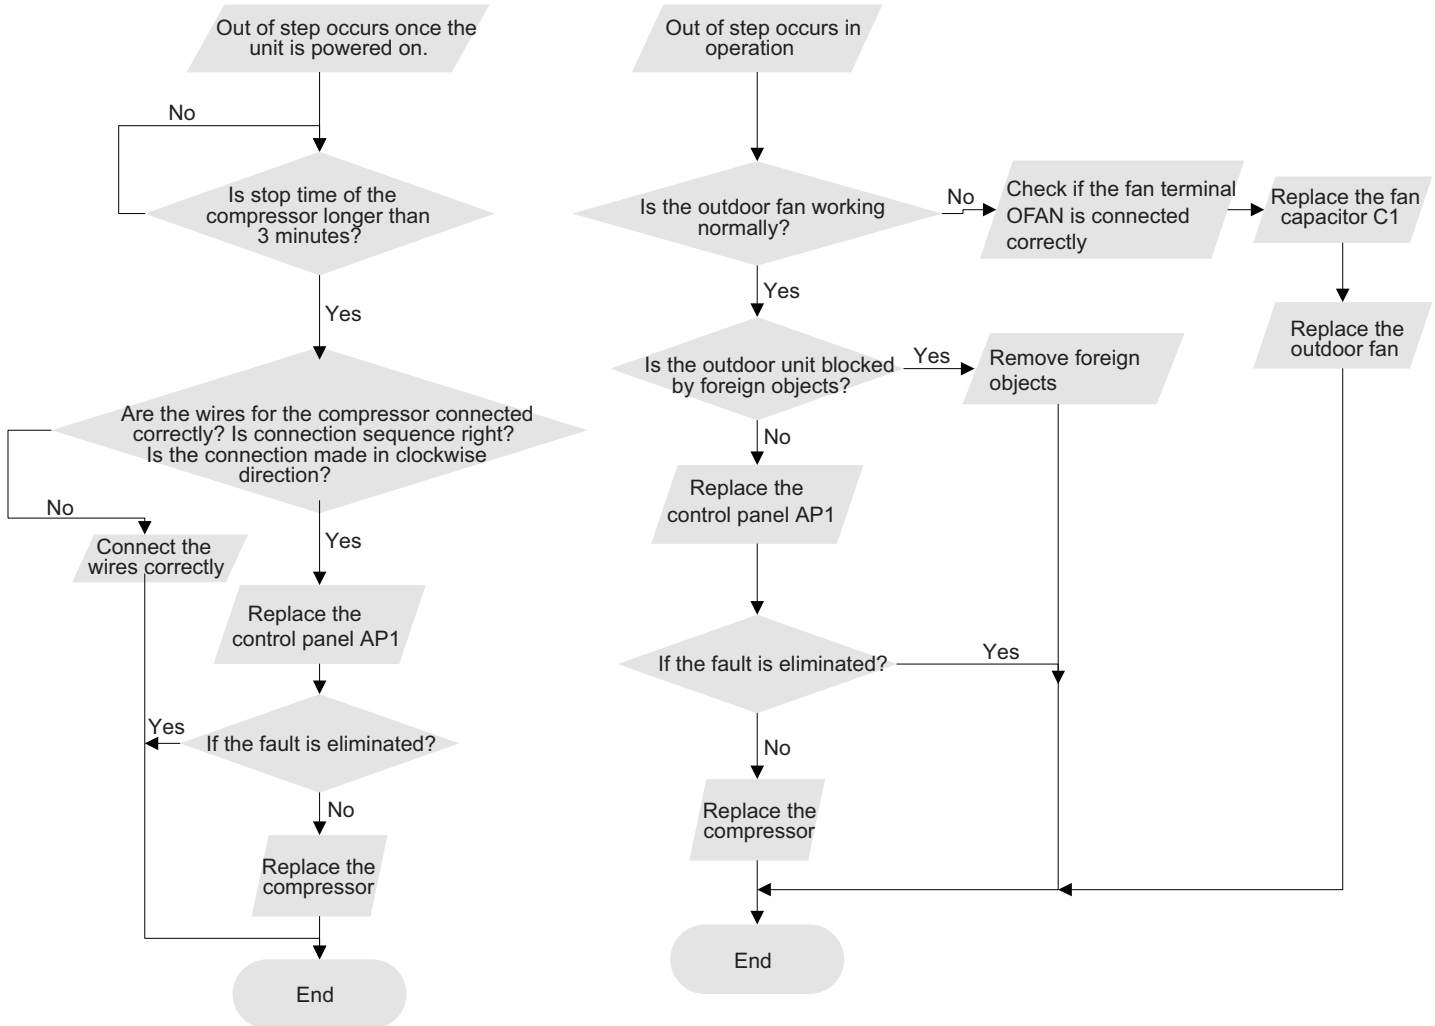 Out of step occurs once the
unit is powered on.
No
Is stop time of the
compressor longer than
3 minutes?
Yes
Are the wires for the compressor connected
correctly? Is connection sequence right?
Is the connection made in clockwise
direction?
No
Connect the
wires correctly
Yes
Replace the
control panel AP1
Yes
If the fault is eliminated?
No
Replace the
compressor
End
Out of step occurs in
operation
Is the outdoor fan working
normally?
No
Check if the fan terminal
OFAN is connected
correctly
Replace the fan
capacitor C1
Replace the
outdoor fan
Yes
Is the outdoor unit blocked
by foreign objects?
Yes
Remove foreign
objects
No
Replace the
control panel AP1
If the fault is eliminated?
Yes
No
Replace the
compressor
End